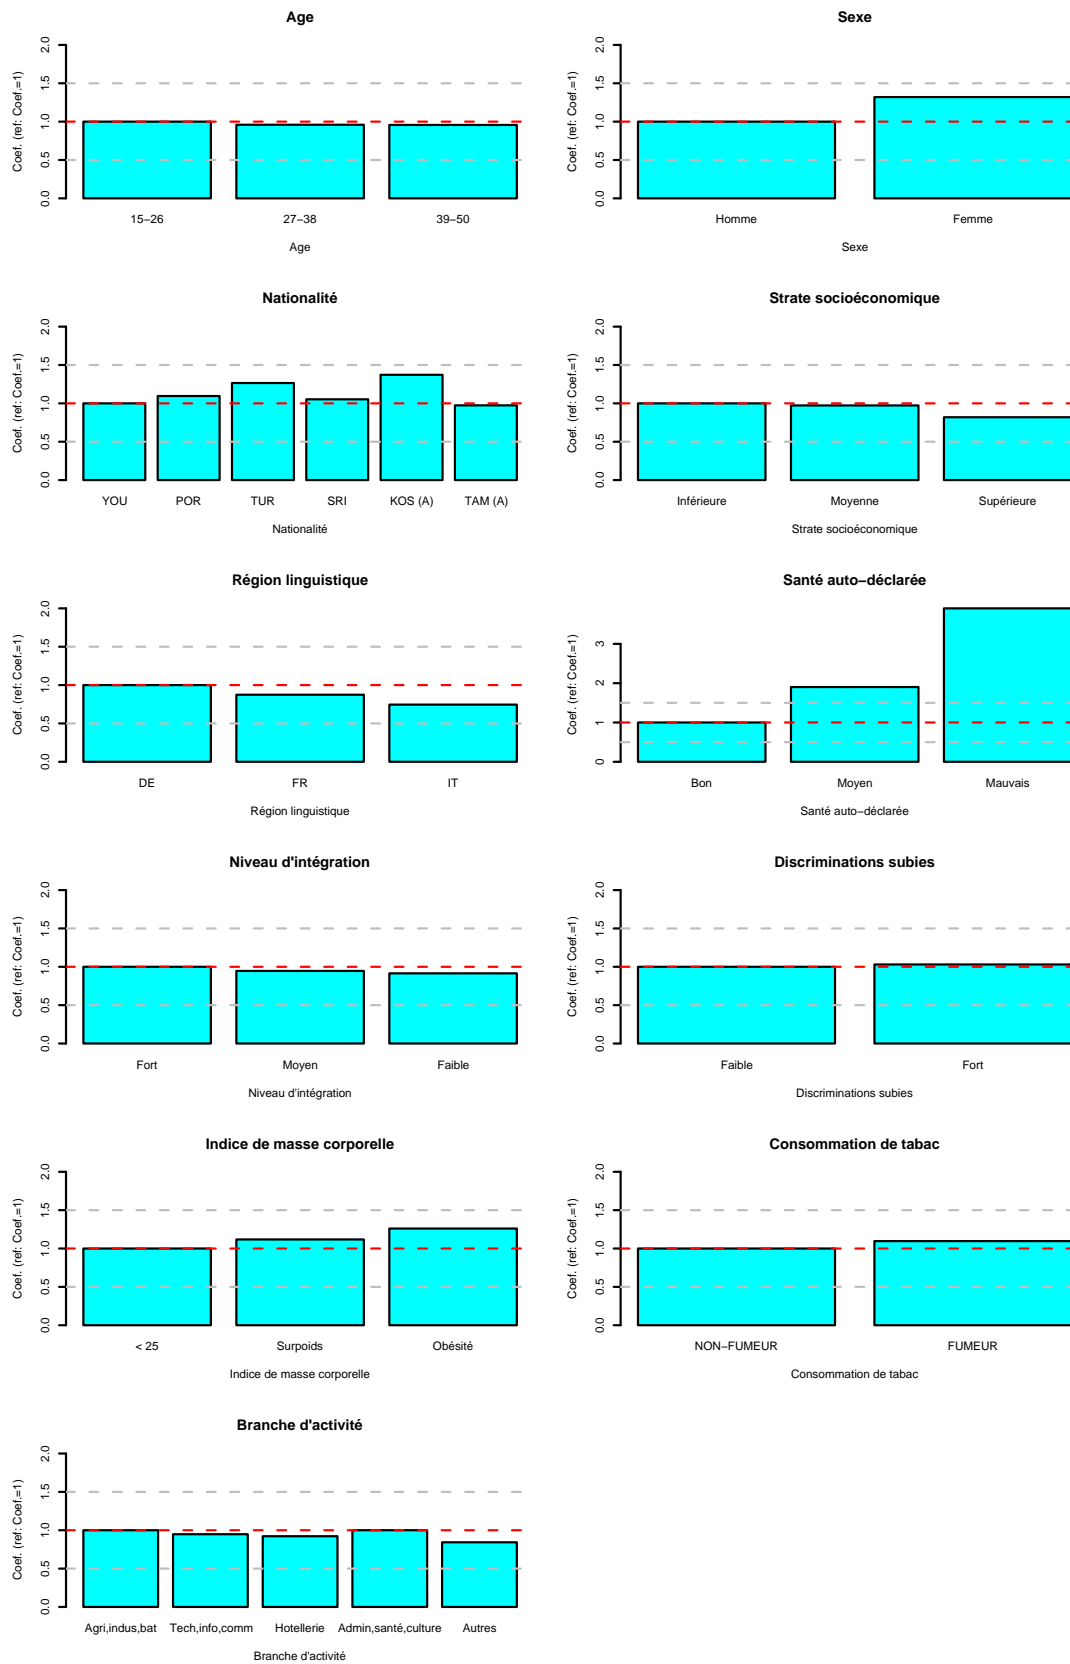 Age
Coef. (ref: Coef.=1)
0.0 0.5 1.0 1.5 2.0
15−26 27−38 39−50
Age
Sexe
Coef. (ref: Coef.=1)
0.0 0.5 1.0 1.5 2.0
Homme Femme
Sexe
Nationalité
Coef. (ref: Coef.=1)
0.0 0.5 1.0 1.5 2.0
YOU POR TUR SRI KOS (A) TAM (A)
Nationalité
Strate socioéconomique
Coef. (ref: Coef.=1)
0.0 0.5 1.0 1.5 2.0
Inférieure Moyenne Supérieure
Strate socioéconomique
Région linguistique
Coef. (ref: Coef.=1)
0.0 0.5 1.0 1.5 2.0
DE FR IT
Région linguistique
Santé auto−déclarée
Coef. (ref: Coef.=1)
0 1 2 3
Bon Moyen Mauvais
Santé auto−déclarée
Niveau d'intégration
Coef. (ref: Coef.=1)
0.0 0.5 1.0 1.5 2.0
Fort Moyen Faible
Niveau d'intégration
Discriminations subies
Coef. (ref: Coef.=1)
0.0 0.5 1.0 1.5 2.0
Faible Fort
Discriminations subies
Indice de masse corporelle
Coef. (ref: Coef.=1)
0.0 0.5 1.0 1.5 2.0
< 25 Surpoids Obésité
Indice de masse corporelle
Consommation de tabac
Coef. (ref: Coef.=1)
0.0 0.5 1.0 1.5 2.0
NON−FUMEUR FUMEUR
Consommation de tabac
Branche d'activité
Coef. (ref: Coef.=1)
0.0 0.5 1.0 1.5 2.0
Agri,indus,bat Tech,info,comm Hotellerie Admin,santé,culture Autres
Branche d'activité